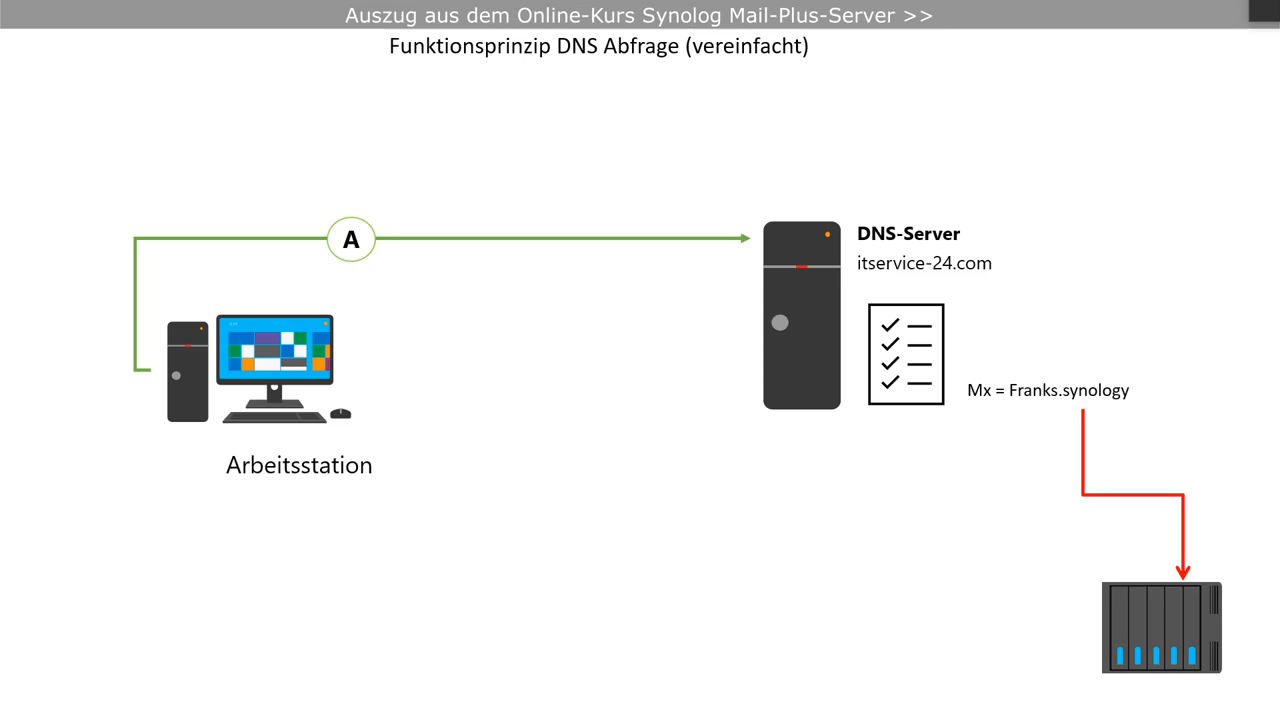 Auszug aus dem Online-Kurs Synolog Mail-Plus-Server >>
Funktionsprinzip DNS Abfrage (vereinfacht)
A
DNS-Server
itservice-24.com
Mx = Franks.synology
Arbeitsstation